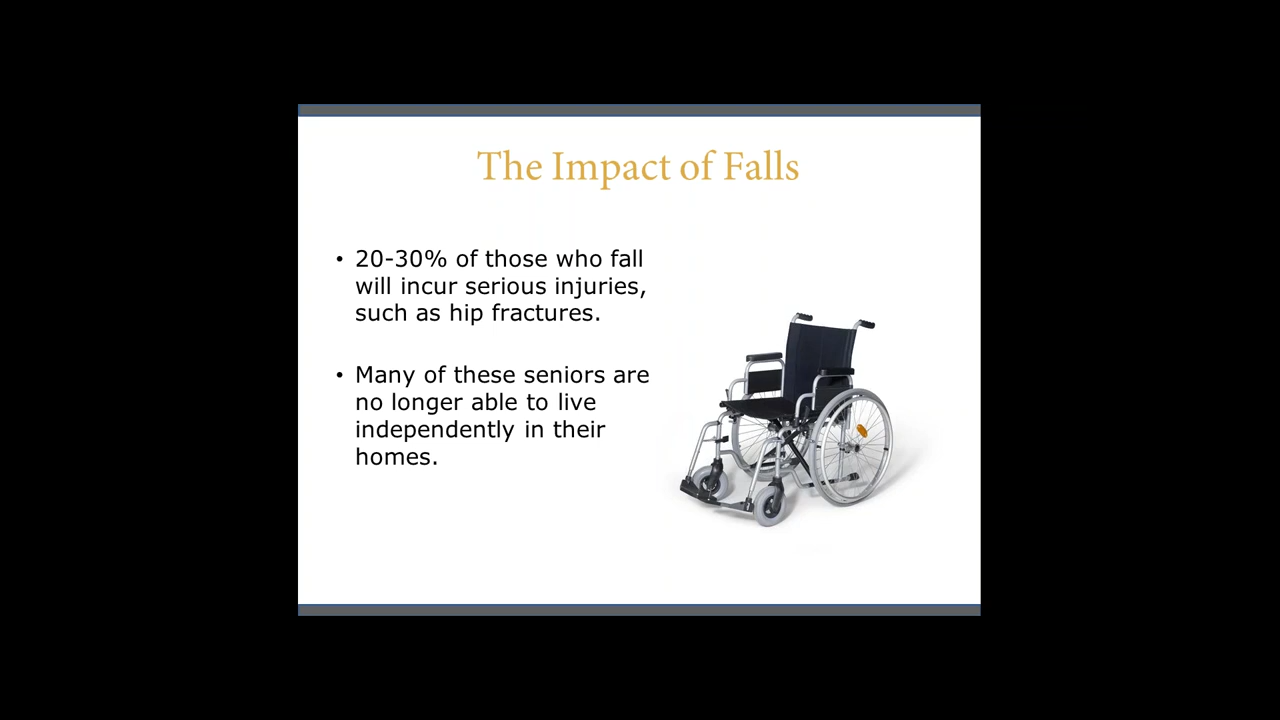 The Impact of Falls
• 20-30% of those who fall
will incur serious injuries,
such as hip fractures.
• Many of these seniors are
no longer able to live
independently in their
homes.